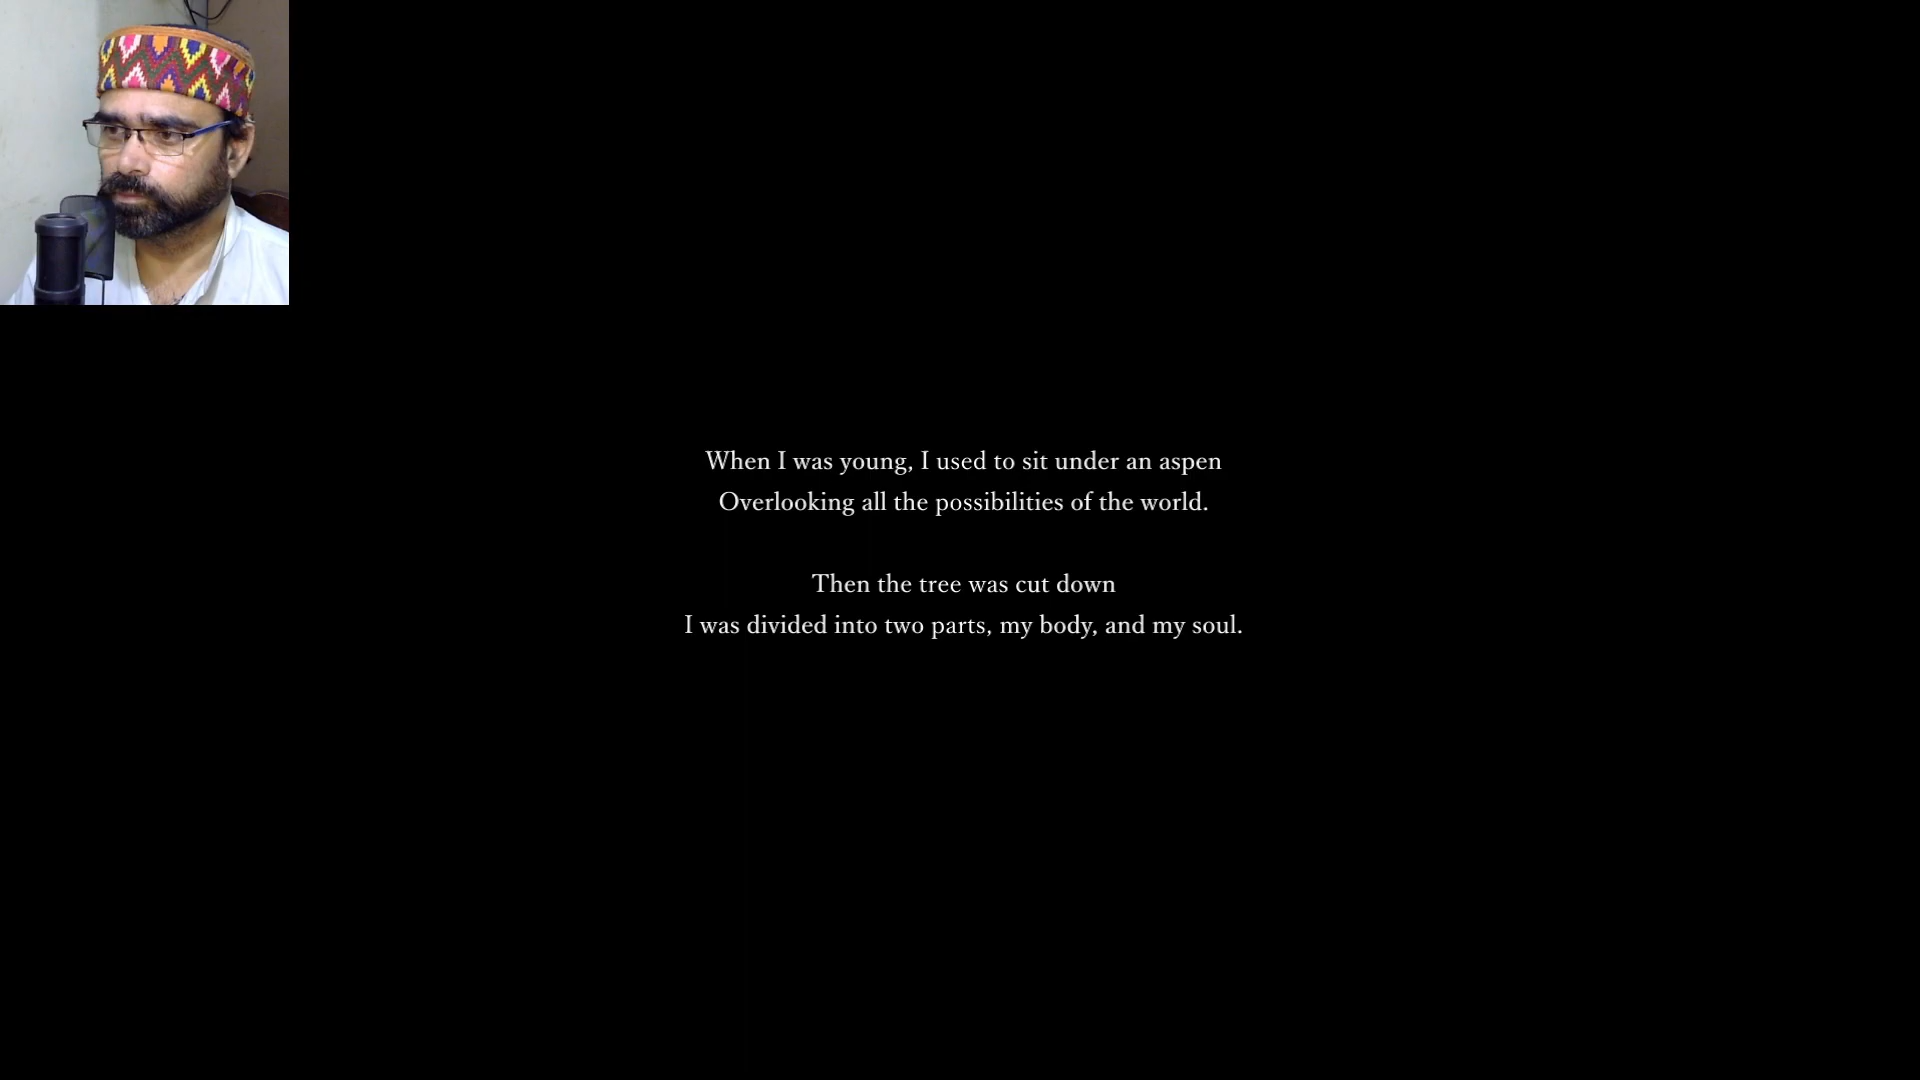 When I was young, I used to sit under an aspen
Overlooking all the possibilities of the world.
Then the tree was cut down
I was divided into two parts, my body, and my soul.